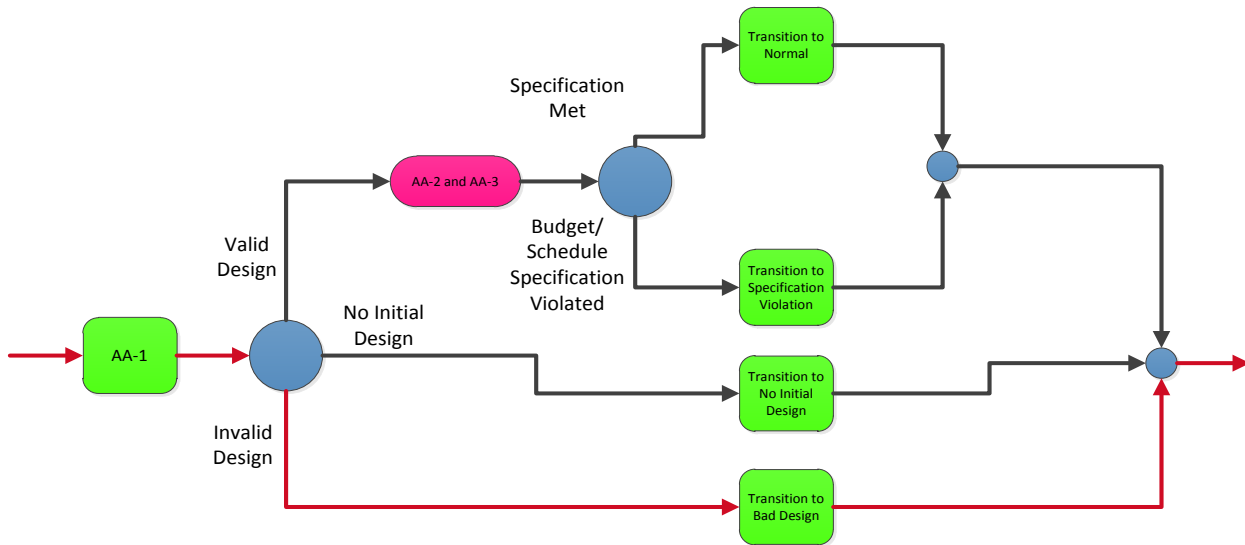 Transition to
Normal
Specification
Met
AA-2 and AA-3
Budget/
Schedule
Specification
Violated
Transition to
Specification
Violation
Valid
Design
No Initial
Design
AA-1
Transition to
No Initial
Design
Invalid
Design
Transition to
Bad Design